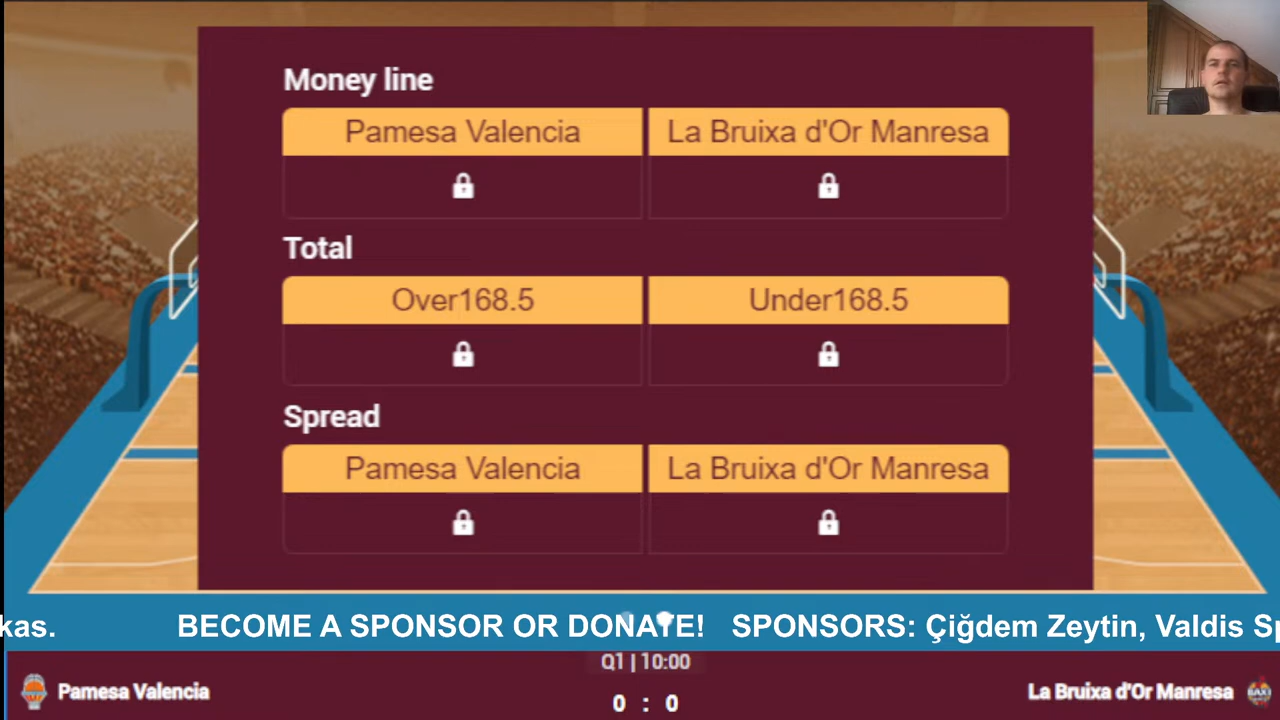 Money line
Pamesa Valencia
La Bruixa d'Or Manresa
Total
Over168.5
Under168.5
Spread
Pamesa Valencia
La Bruixa d'Or Manresa
kas. BECOME A SPONSOR OR DONATE! SPONSORS: Çiğdem Zeytin, Valdis Sp
Q1 | 10:00
Pamesa Valencia
0 : 0
La Bruixa d'Or Manresa
BAXI